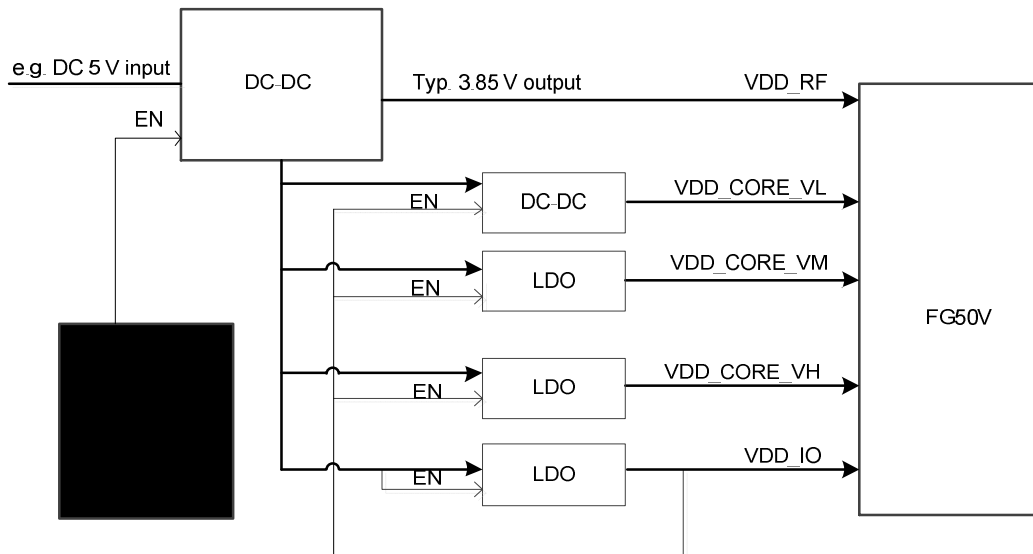 e.g. DC 5 V input
DC-DC
Typ. 3.85 V output
VDD_RF
EN
EN
DC-DC
VDD_CORE_VL
EN
LDO
VDD_CORE_VM
FG50V
EN
LDO
VDD_CORE_VH
EN
LDO
VDD_IO